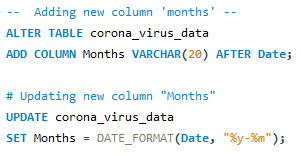 --  Adding new column 'months' --
ALTER TABLE corona_virus_data
ADD COLUMN Months VARCHAR(20) AFTER Date;
# Updating new column "Months"
UPDATE corona_virus_data
SET Months = DATE_FORMAT(Date, "%y-%m");